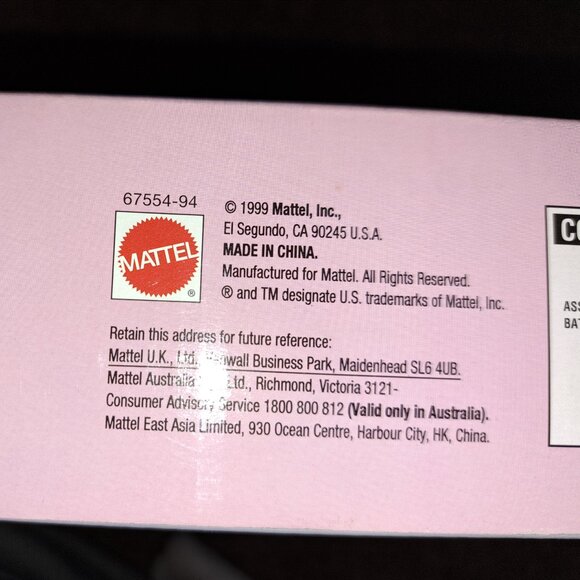 67554-94
MATTEL
®
© 1999 Mattel, Inc.,
El Segundo, CA 90245 U.S.A.
MADE IN CHINA.
Manufactured for Mattel. All Rights Reserved.
® and TM designate U.S. trademarks of Mattel, Inc.
Retain this address for future reference:
Mattel U.K., Ltd. Business Park, Maidenhead SL6 4UB.
Mattel Australia Ltd., Richmond, Victoria 3121-
Consumer Advisory Service 1800 800 812 (Valid only in Australia).
Mattel East Asia Limited, 930 Ocean Centre, Harbour City, HK, China.
CO
ASS
BAT